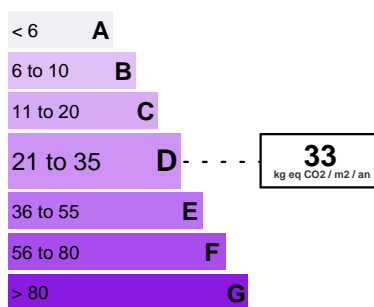 < 6 A
6 to 10 B
11 to 20 C
21 to 35 D
33
kg eq CO2 / m2 / an
36 to 55 E
56 to 80 F
> 80 G